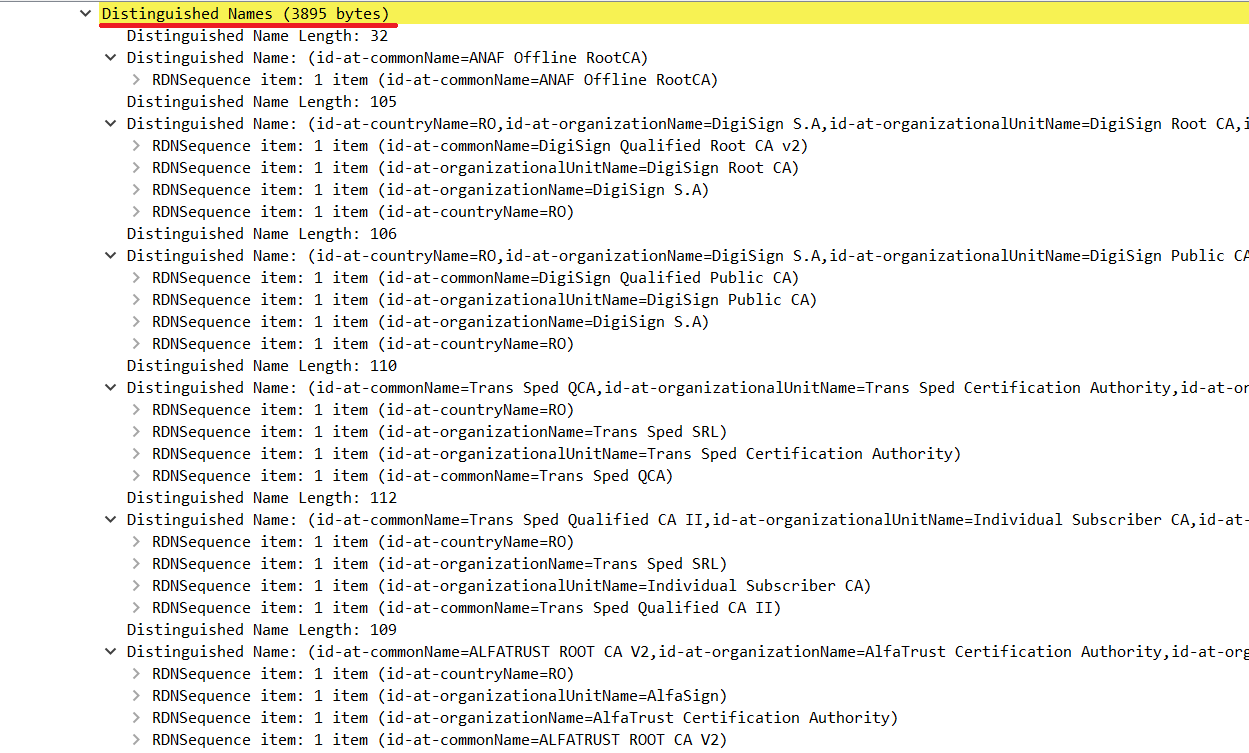 Distinguished Names (3895 bytes)
Distinguished Name Length: 32
Distinguished Name: (id-at-commonName=ANAF Offline RootCA)
RDNSequence item: 1 item (id-at-commonName=ANAF Offline RootCA)
Distinguished Name Length: 105
Distinguished Name: (id-at-countryName=RO,id-at-organizationName=DigiSign S.A,id-at-organizationalUnitName=DigiSign Root CA,i
RDNSequence item: 1 item (id-at-commonName=DigiSign Qualified Root CA v2)
RDNSequence item: 1 item (id-at-organizationalUnitName=DigiSign Root CA)
RDNSequence item: 1 item (id-at-organizationName=DigiSign S.A)
RDNSequence item: 1 item (id-at-countryName=RO)
Distinguished Name Length: 106
Distinguished Name: (id-at-countryName=RO,id-at-organizationName=DigiSign S.A,id-at-organizationalUnitName=DigiSign Public CA
RDNSequence item: 1 item (id-at-commonName=DigiSign Qualified Public CA)
RDNSequence item: 1 item (id-at-organizationalUnitName=DigiSign Public CA)
RDNSequence item: 1 item (id-at-organizationName=DigiSign S.A)
RDNSequence item: 1 item (id-at-countryName=RO)
Distinguished Name Length: 110
Distinguished Name: (id-at-commonName=Trans Sped QCA,id-at-organizationalUnitName=Trans Sped Certification Authority,id-at-or
RDNSequence item: 1 item (id-at-countryName=RO)
RDNSequence item: 1 item (id-at-organizationName=Trans Sped SRL)
RDNSequence item: 1 item (id-at-organizationalUnitName=Trans Sped Certification Authority)
RDNSequence item: 1 item (id-at-commonName=Trans Sped QCA)
Distinguished Name Length: 112
Distinguished Name: (id-at-commonName=Trans Sped Qualified CA II,id-at-organizationalUnitName=Individual Subscriber CA,id-at-
RDNSequence item: 1 item (id-at-countryName=RO)
RDNSequence item: 1 item (id-at-organizationName=Trans Sped SRL)
RDNSequence item: 1 item (id-at-organizationalUnitName=Individual Subscriber CA)
RDNSequence item: 1 item (id-at-commonName=Trans Sped Qualified CA II)
Distinguished Name Length: 109
Distinguished Name: (id-at-commonName=ALFATRUST ROOT CA V2,id-at-organizationName=AlfaTrust Certification Authority,id-at-org
RDNSequence item: 1 item (id-at-countryName=RO)
RDNSequence item: 1 item (id-at-organizationalUnitName=AlfaSign)
RDNSequence item: 1 item (id-at-organizationName=AlfaTrust Certification Authority)
RDNSequence item: 1 item (id-at-commonName=ALFATRUST ROOT CA V2)